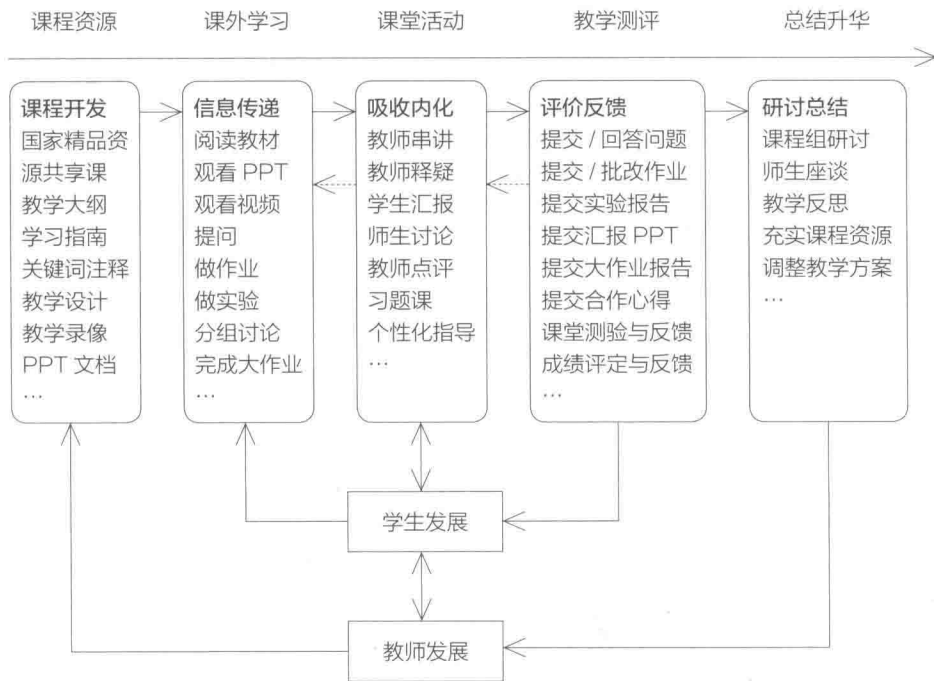 课程资源
课外学习
课堂活动
教学测评
总结升华
课程开发
国家精品资
源共享课
教学大纲
学习指南
关键词注释
教学设计
教学录像
PPT 文档
…
信息传递
阅读教材
观看 PPT
观看视频
提问
做作业
做实验
分组讨论
完成大作业
…
吸收内化
教师串讲
教师释疑
学生汇报
师生讨论
教师点评
习题课
个性化指导
…
评价反馈
提交 / 回答问题
提交 / 批改作业
提交实验报告
提交汇报 PPT
提交大作业报告
提交合作心得
课堂测验与反馈
成绩评定与反馈
…
研讨总结
课程组研讨
师生座谈
教学反思
充实课程资源
调整教学方案
…
学生发展
教师发展